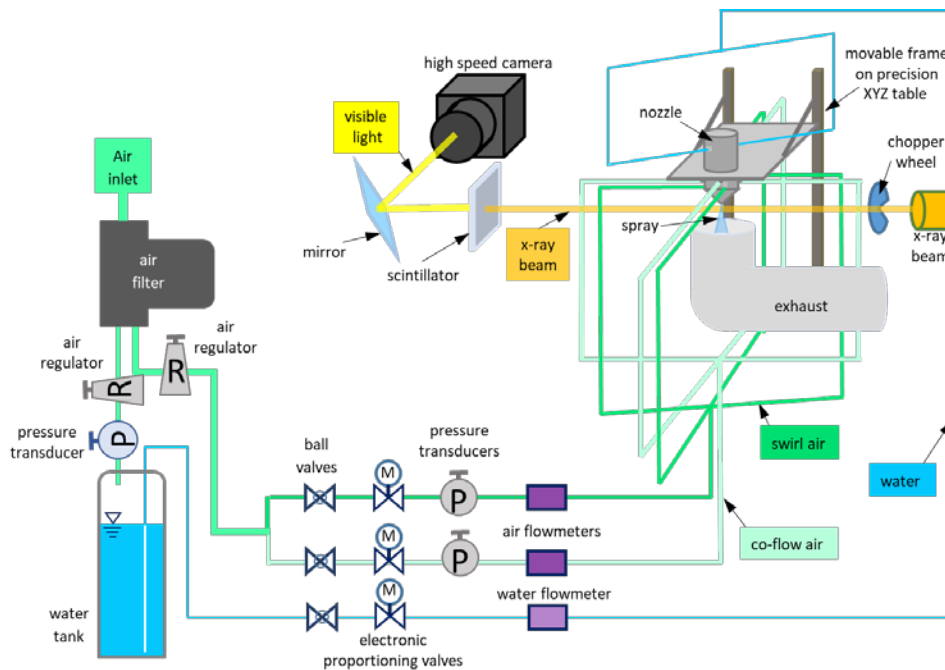 high speed camera
movable frame
on precision
XYZ table
nozzle
visible
light
chopper
wheel
Air
inlet
mirror
scintillator
x-ray
beam
spray
x-ray
beam
air
filter
exhaust
air
regulator
air
regulator
R
R
pressure
transducer
P
ball
valves
pressure
transducers
swirl air
water
M
P
air flowmeters
co-flow air
M
P
water flowmeter
M
water
tank
electronic
proportioning valves